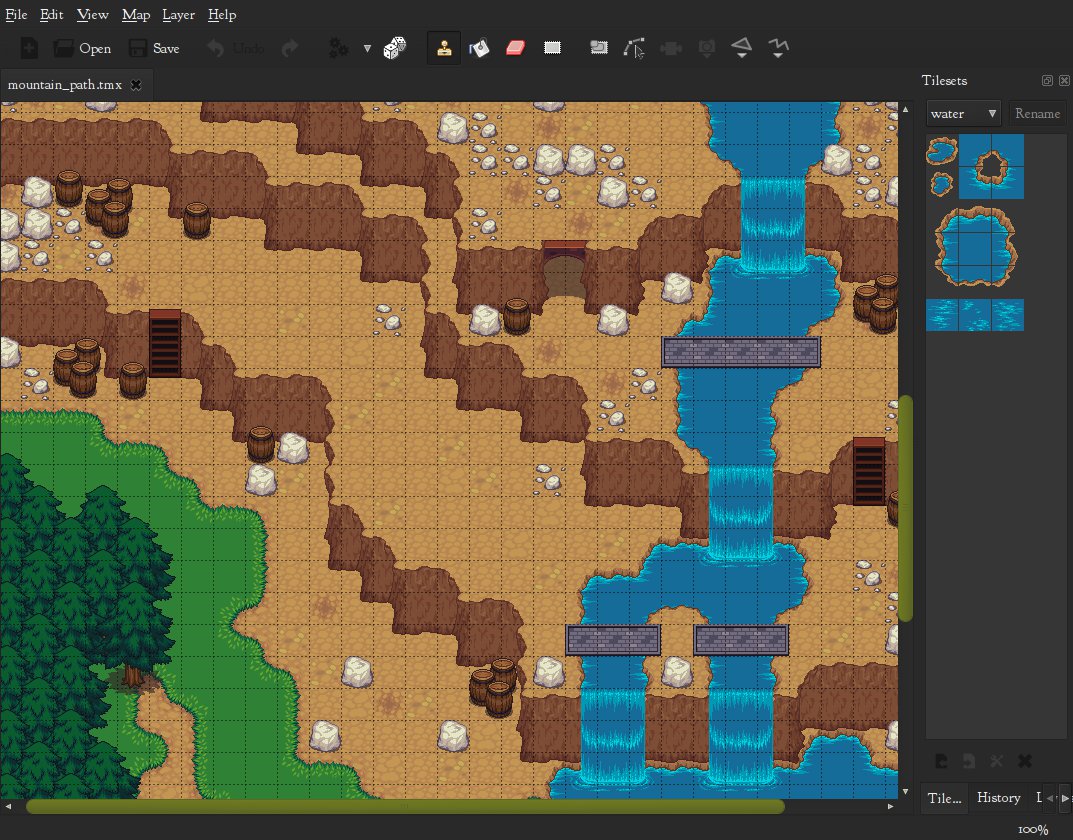 File Edit View Map Layer Help
Open Save Undo
mountain_path.tmx
Tilesets
water Rename
Tile... History L
100%